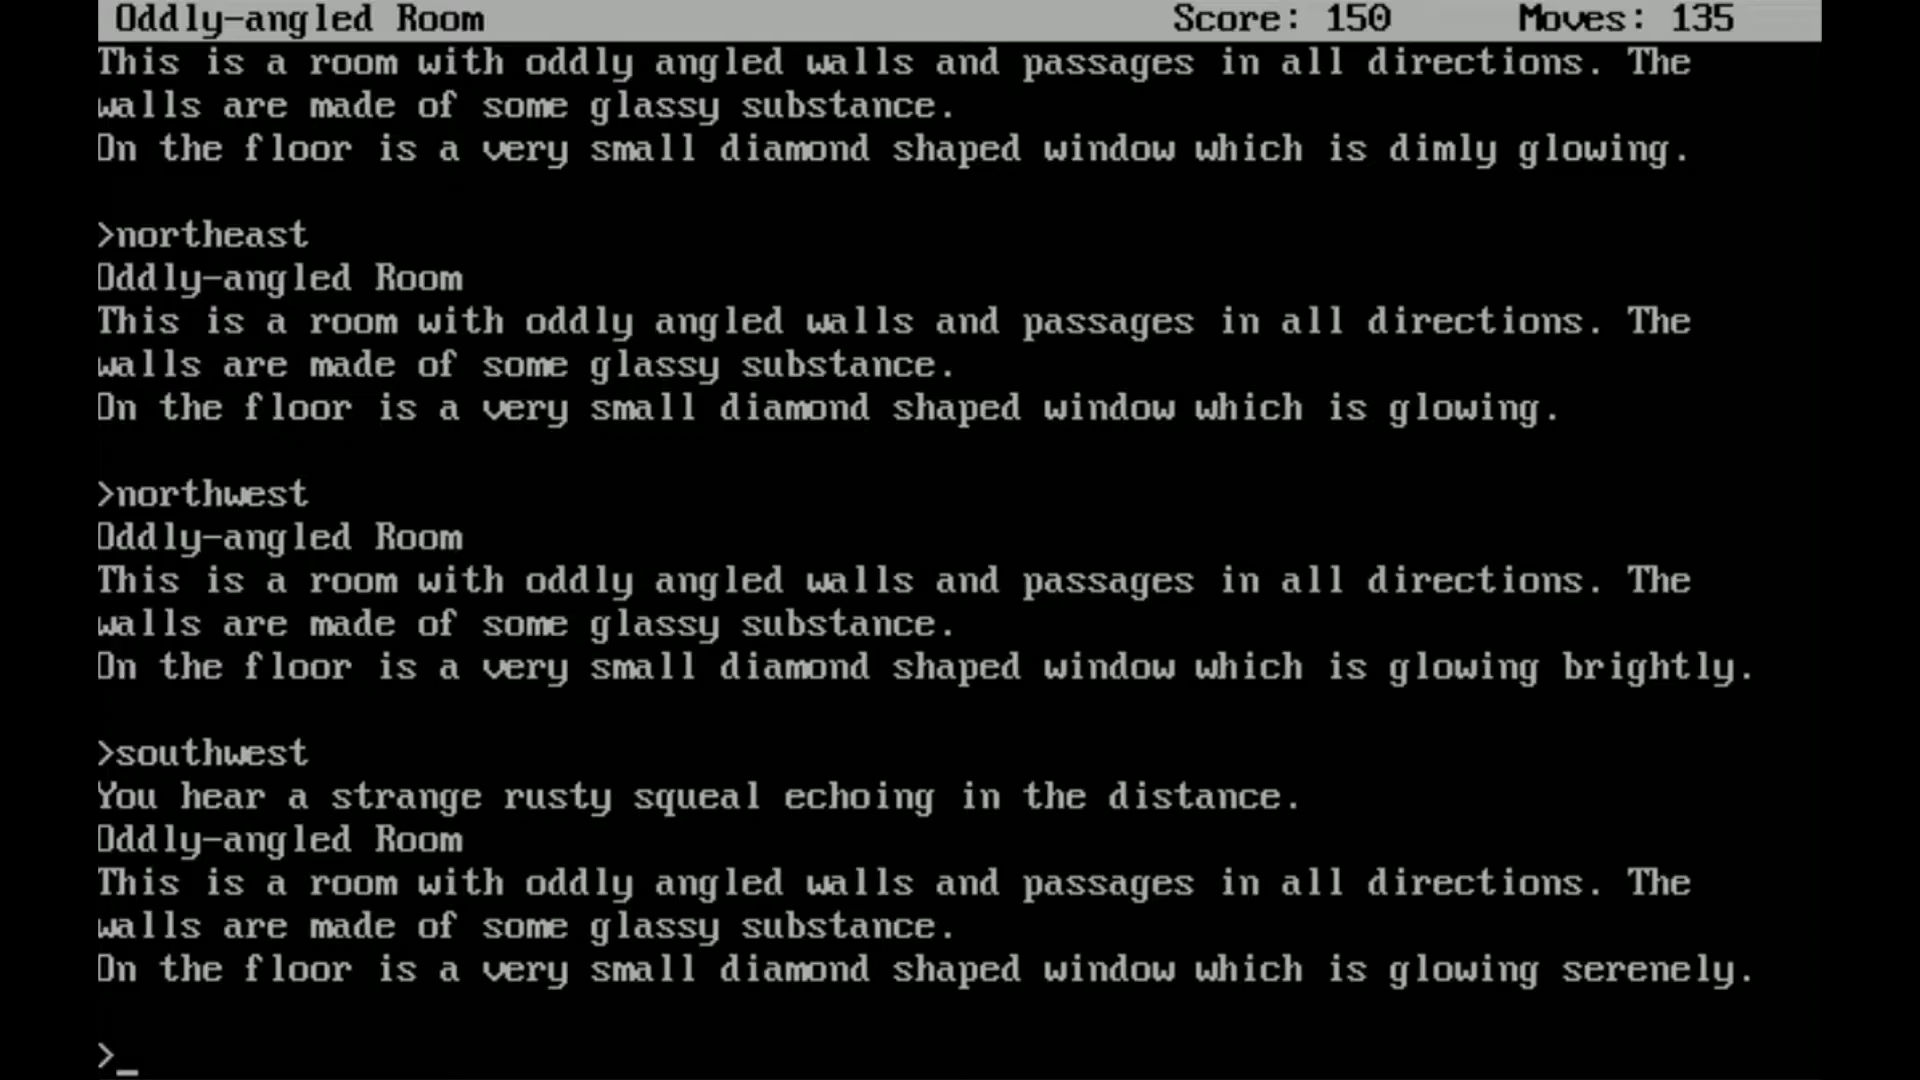 Oddly-angled Room Score: 150 Moves: 135
This is a room with oddly angled walls and passages in all directions. The
walls are made of some glassy substance.
On the floor is a very small diamond shaped window which is dimly glowing.
>northeast
Oddly-angled Room
This is a room with oddly angled walls and passages in all directions. The
walls are made of some glassy substance.
On the floor is a very small diamond shaped window which is glowing.
>northwest
Oddly-angled Room
This is a room with oddly angled walls and passages in all directions. The
walls are made of some glassy substance.
On the floor is a very small diamond shaped window which is glowing brightly.
>southwest
You hear a strange rusty squeal echoing in the distance.
Oddly-angled Room
This is a room with oddly angled walls and passages in all directions. The
walls are made of some glassy substance.
On the floor is a very small diamond shaped window which is glowing serenely.
>_